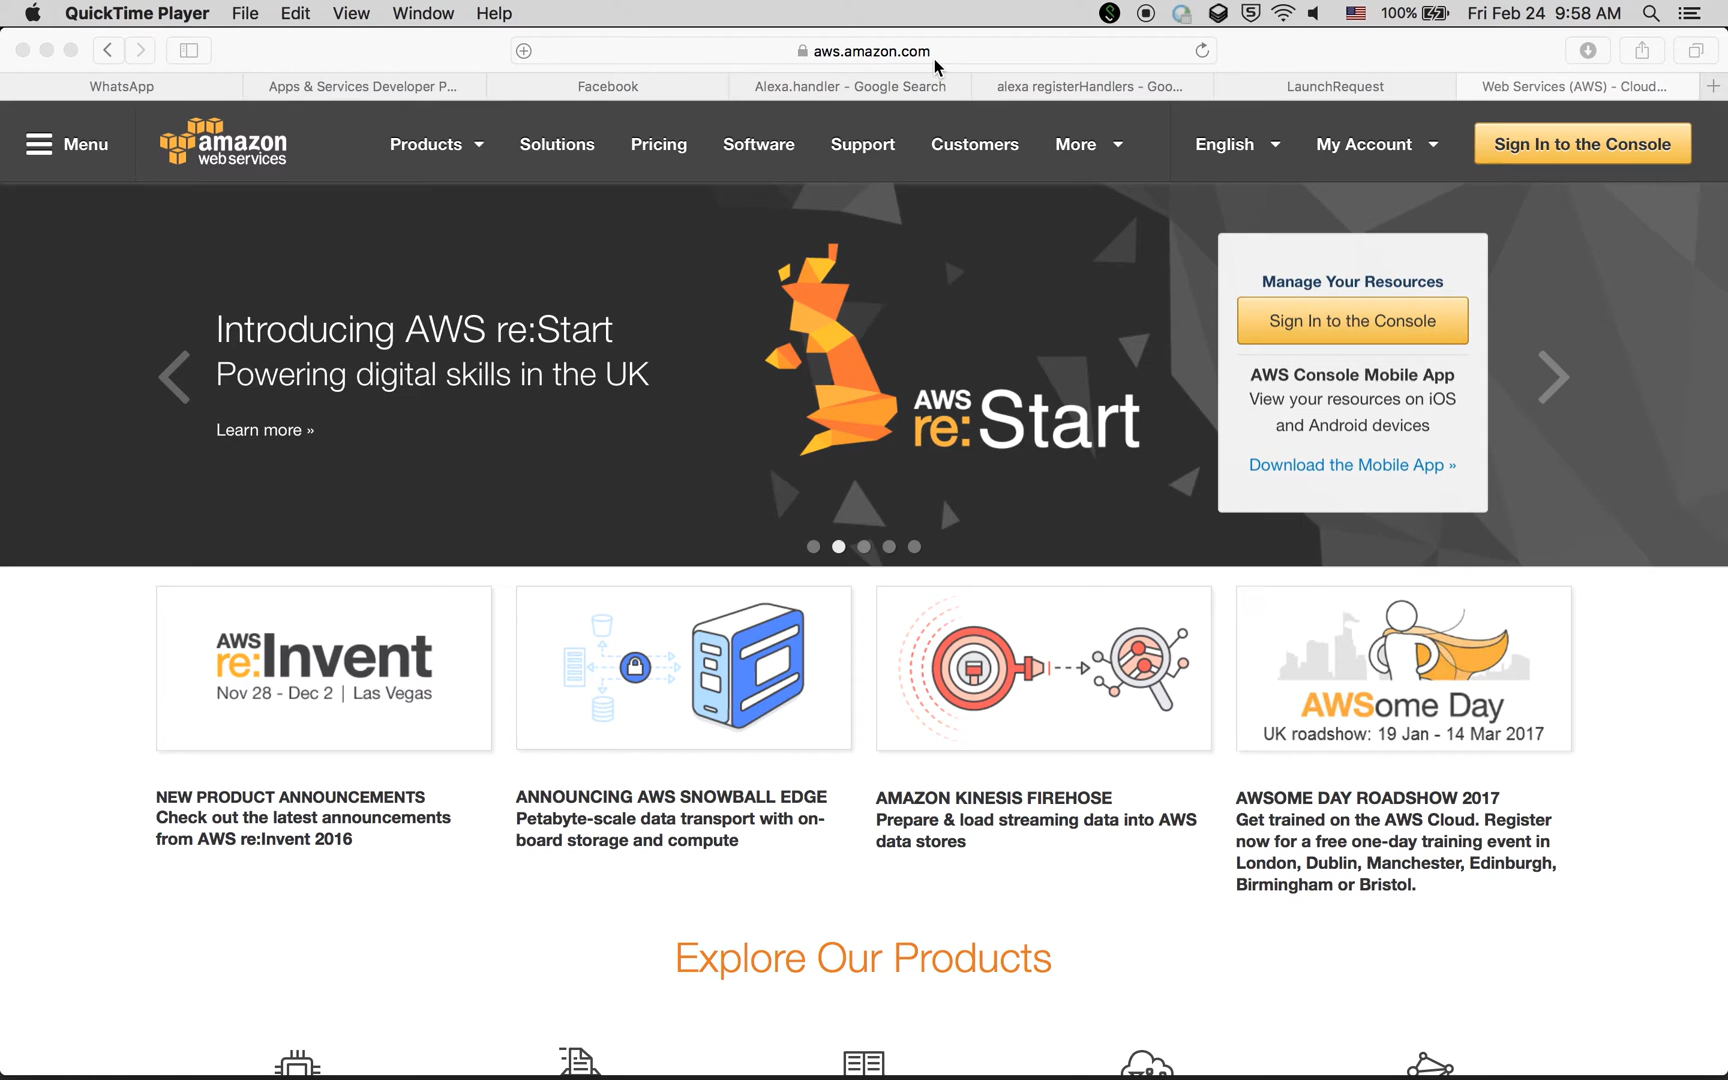 QuickTime Player File Edit View Window Help
100% Fri Feb 24 9:58 AM
aws.amazon.com
WhatsApp
Apps & Services Developer P...
Facebook
Alexa.handler - Google Search
alexa registerHandlers - Goo...
LaunchRequest
Web Services (AWS) - Cloud...
Menu
amazon
webservices
Products
Solutions
Pricing
Software
Support
Customers
More
English
My Account
Sign In to the Console
Introducing AWS re:Start
Powering digital skills in the UK
Learn more »
AWS
re:Start
Manage Your Resources
Sign In to the Console
AWS Console Mobile App
View your resources on iOS
and Android devices
Download the Mobile App »
AWS
re:Invent
Nov 28 - Dec 2 | Las Vegas
AWSome Day
UK roadshow: 19 Jan - 14 Mar 2017
NEW PRODUCT ANNOUNCEMENTS
Check out the latest announcements
from AWS re:Invent 2016
ANNOUNCING AWS SNOWBALL EDGE
Petabyte-scale data transport with on-
board storage and compute
AMAZON KINESIS FIREHOSE
Prepare & load streaming data into AWS
data stores
AWSOME DAY ROADSHOW 2017
Get trained on the AWS Cloud. Register
now for a free one-day training event in
London, Dublin, Manchester, Edinburgh,
Birmingham or Bristol.
Explore Our Products